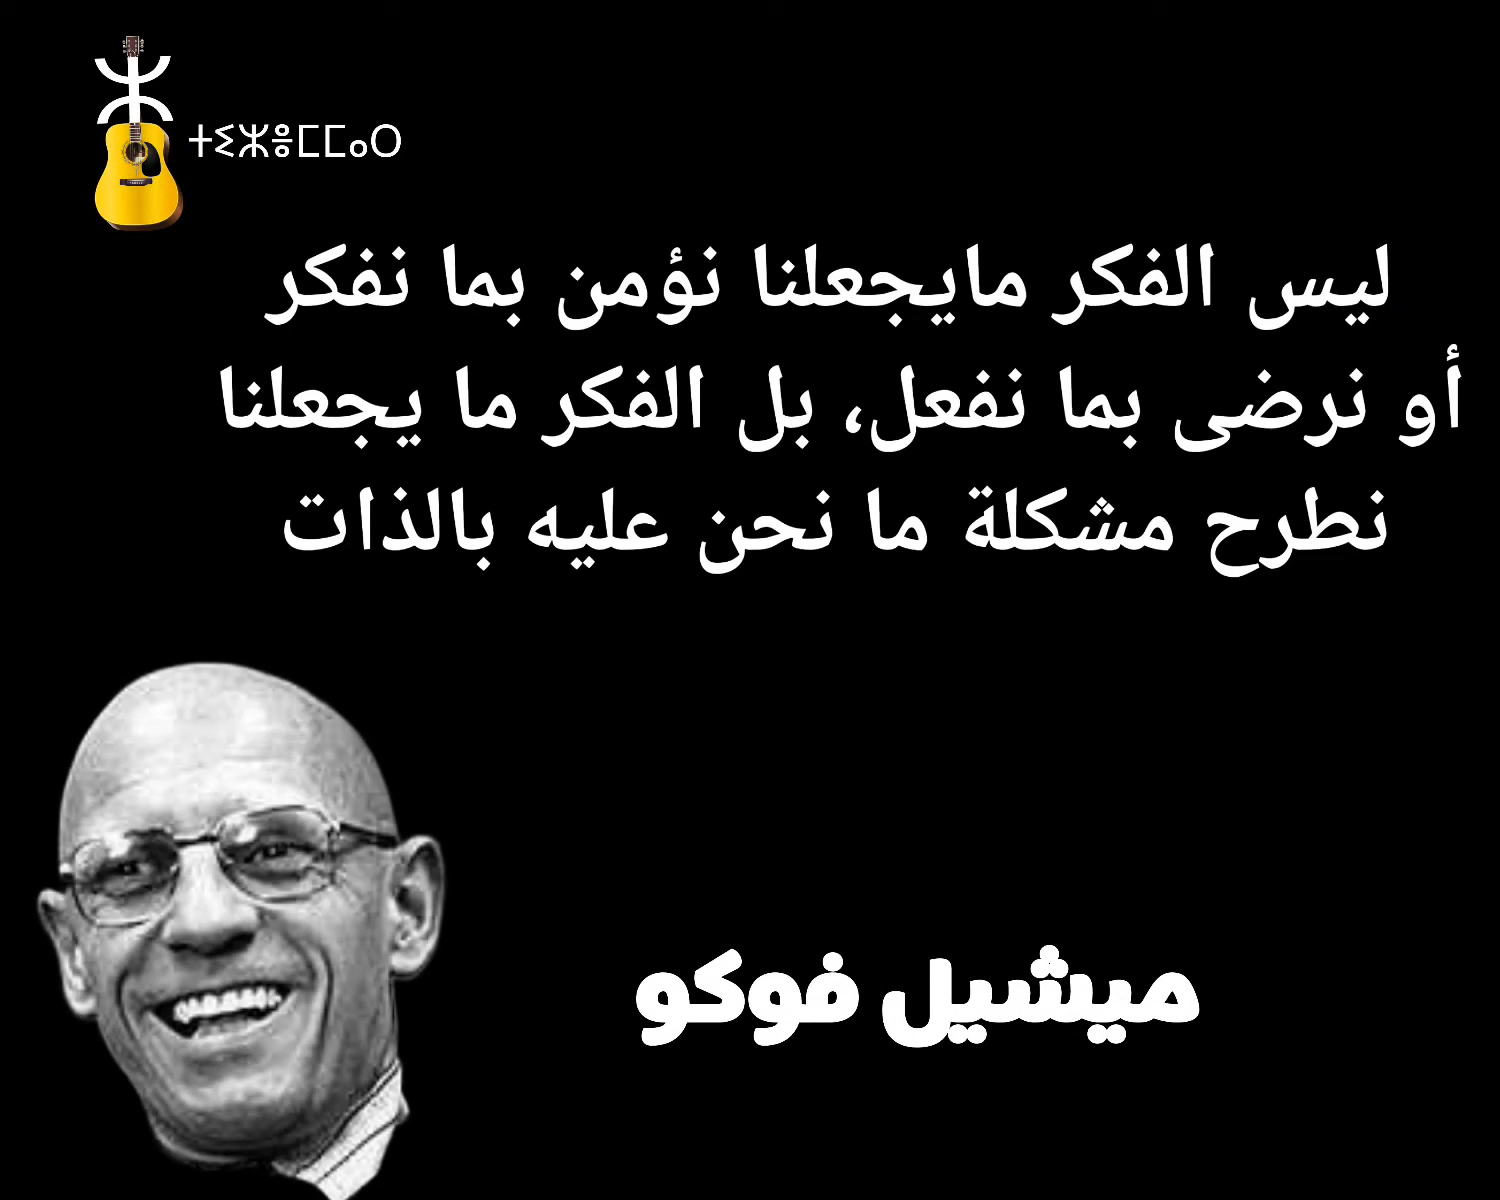 ⵜⵉⵣⵓⵎⵎⴰⵔ
ليس الفكر مايجعلنا نؤمن بما نفكر
أو نرضى بما نفعل، بل الفكر ما يجعلنا
نطرح مشكلة ما نحن عليه بالذات
ميشيل فوكو